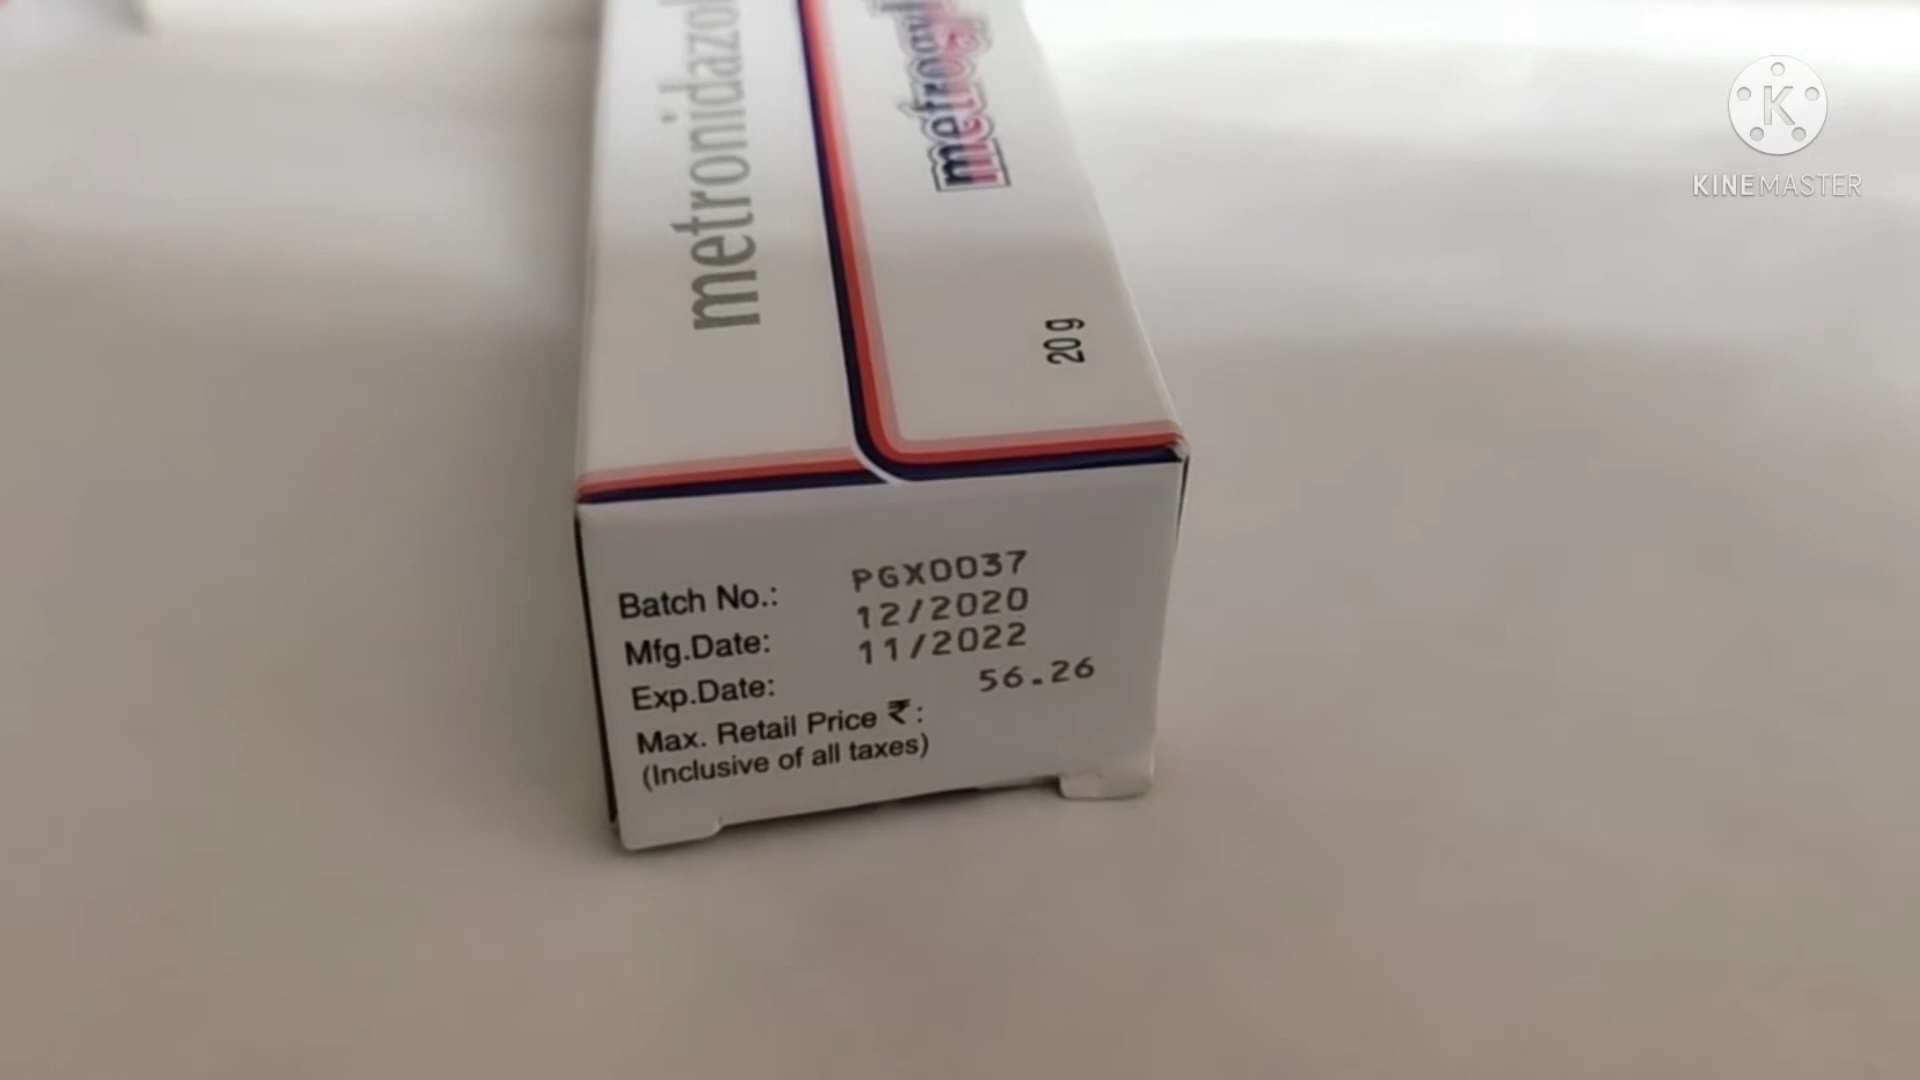 metronidazol
metrogyl
20 g
Batch No.: PGX0037
Mfg.Date: 12/2020
Exp.Date: 11/2022
Max. Retail Price ₹: 56.26
(Inclusive of all taxes)
K
KINEMASTER